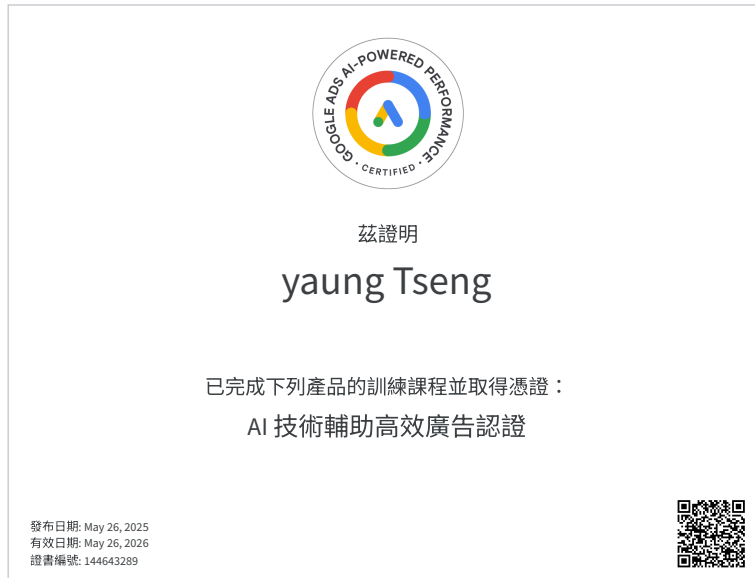 GOOGLE ADS AI-POWERED PERFORMANCE
· CERTIFIED ·
茲證明
yaung Tseng
已完成下列產品的訓練課程並取得憑證：
AI 技術輔助高效廣告認證
發布日期: May 26, 2025
有效日期: May 26, 2026
證書編號: 144643289